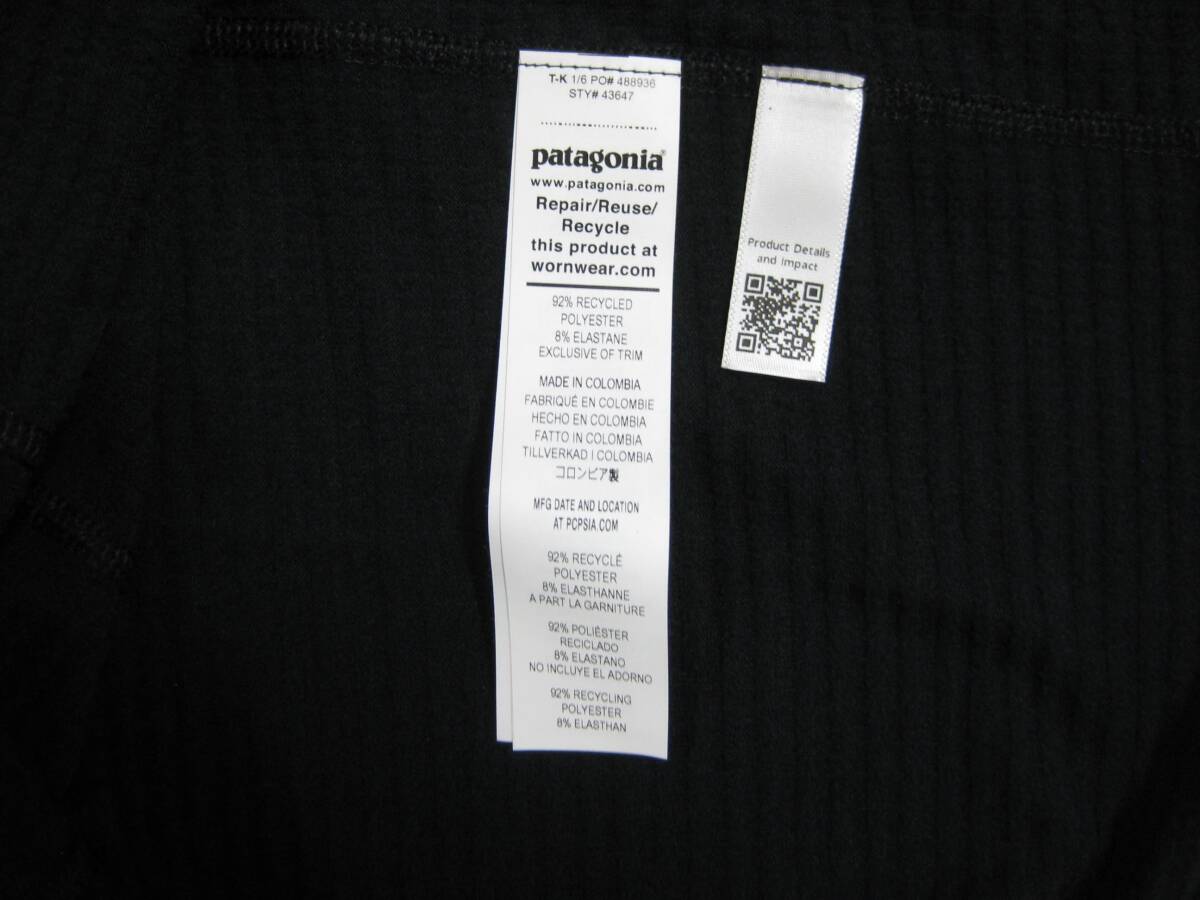 T-K 1/6 PO# 488936
STY# 43647
patagonia®
www.patagonia.com
Repair/Reuse/
Recycle
this product at
wornwear.com
92% RECYCLED
POLYESTER
8% ELASTANE
EXCLUSIVE OF TRIM
MADE IN COLOMBIA
FABRIQUÉ EN COLOMBIE
HECHO EN COLOMBIA
FATTO IN COLOMBIA
TILLVERKAD I COLOMBIA
コロンビア製
MFG DATE AND LOCATION
AT PCPSIA.COM
92% RECYCLÉ
POLYESTER
8% ELASTHANNE
A PART LA GARNITURE
92% POLIÉSTER
RECICLADO
8% ELASTANO
NO INCLUYE EL ADORNO
92% RECYCLING
POLYESTER
8% ELASTHAN
Product Details
and Impact